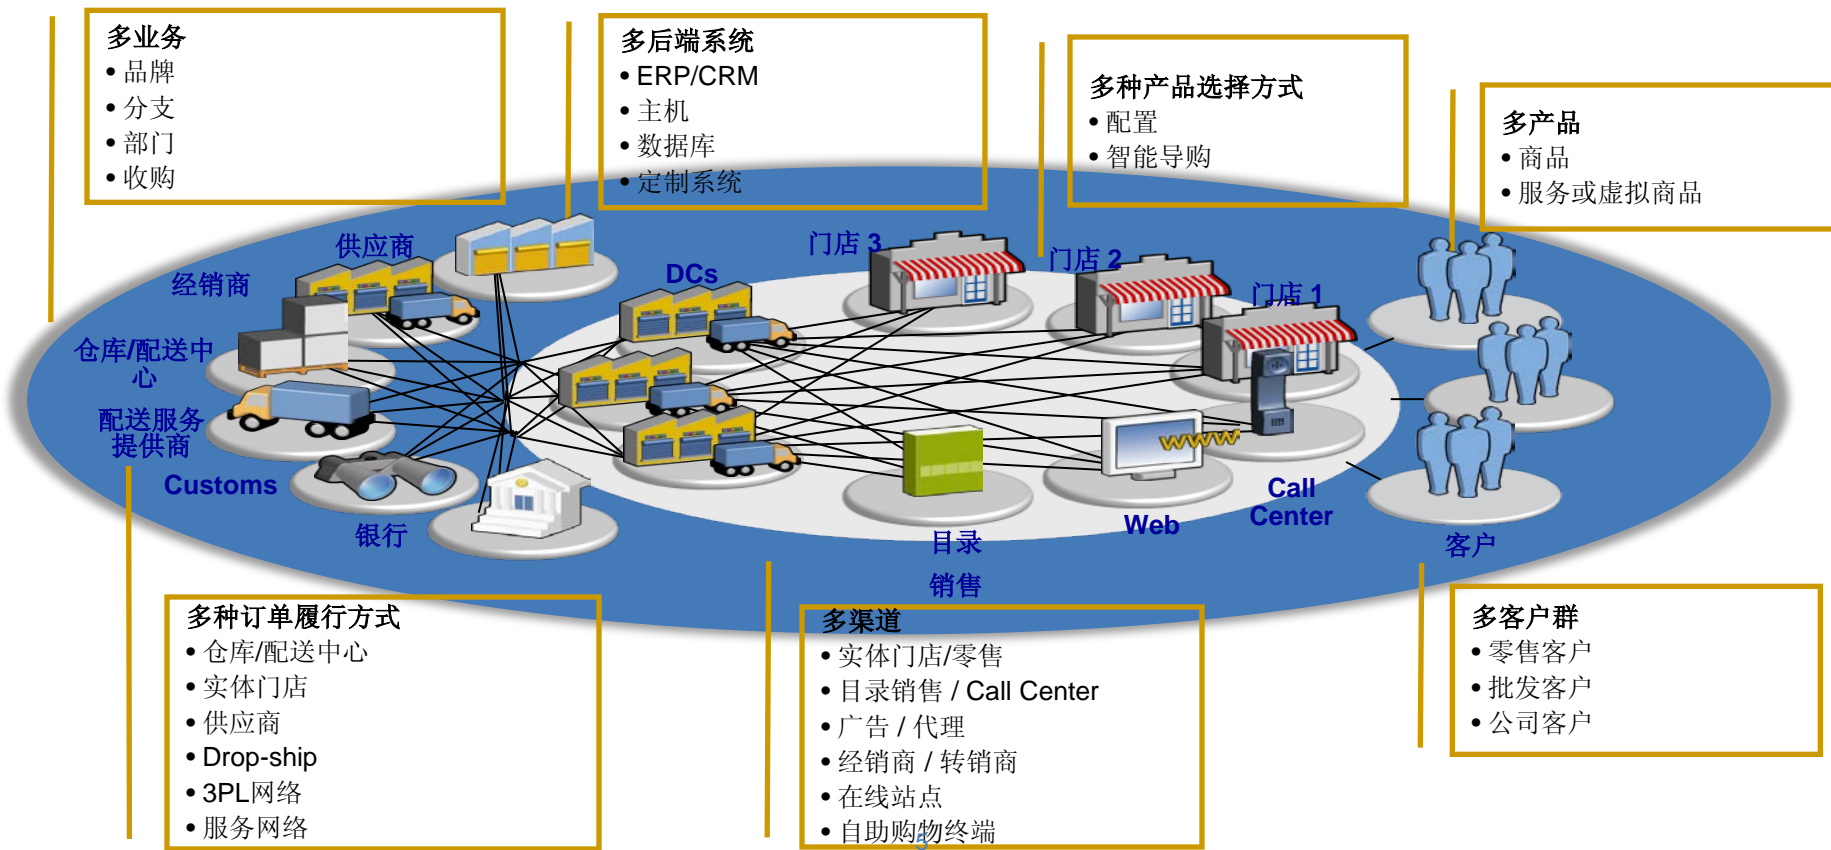 多业务
• 品牌
• 分支
• 部门
• 收购
多后端系统
• ERP/CRM
• 主机
• 数据库
• 定制系统
多种产品选择方式
• 配置
• 智能导购
多产品
• 商品
• 服务或虚拟商品
供应商
经销商
仓库/配送中
心
配送服务
提供商
Customs
银行
DCs
门店 3
门店 2
门店 1
www
Call
Center
Web
目录
销售
客户
多种订单履行方式
• 仓库/配送中心
• 实体门店
• 供应商
• Drop-ship
• 3PL网络
• 服务网络
多渠道
• 实体门店/零售
• 目录销售 / Call Center
• 广告 / 代理
• 经销商 / 转销商
• 在线站点
• 自助购物终端
5
多客户群
• 零售客户
• 批发客户
• 公司客户